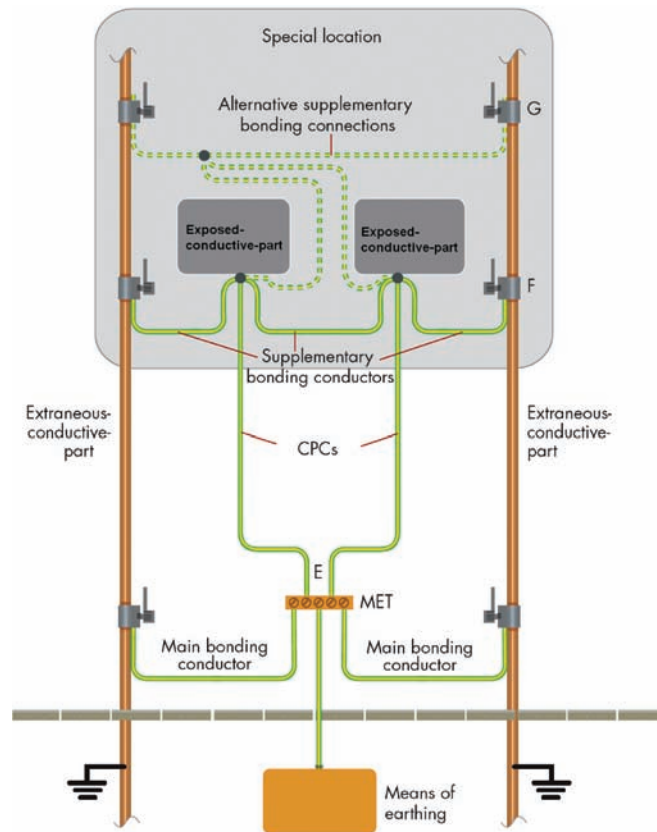 Special location
Alternative supplementary
bonding connections
G
Exposed-
conductive-part
Exposed-
conductive-part
F
Supplementary
bonding conductors
Extraneous-
conductive-
part
Extraneous-
conductive-
part
CPCs
E
MET
Main bonding
conductor
Main bonding
conductor
Means of
earthing